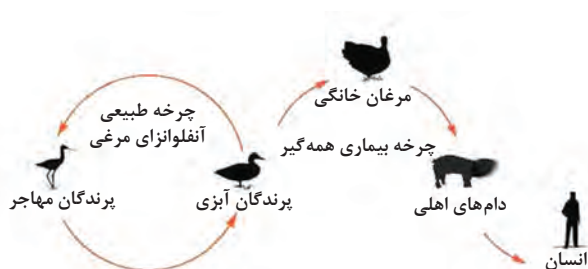 مرغان خانگی
چرخه طبیعی
آنفلوانزای مرغی
چرخه بیماری همه‌گیر
پرندگان مهاجر
پرندگان آبزی
دام‌های اهلی
انسان